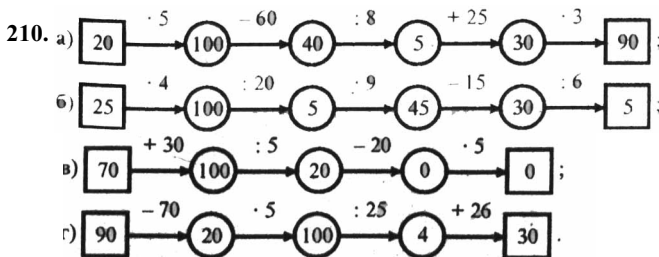 · 5 – 60 : 8 + 25 · 3
210. а) 20 100 40 5 30 90 ;
· 4 : 20 · 9 – 15 : 6
б) 25 100 5 45 30 5 ;
+ 30 : 5 – 20 · 5
в) 70 100 20 0 0 ;
– 70 · 5 : 25 + 26
г) 90 20 100 4 30 .